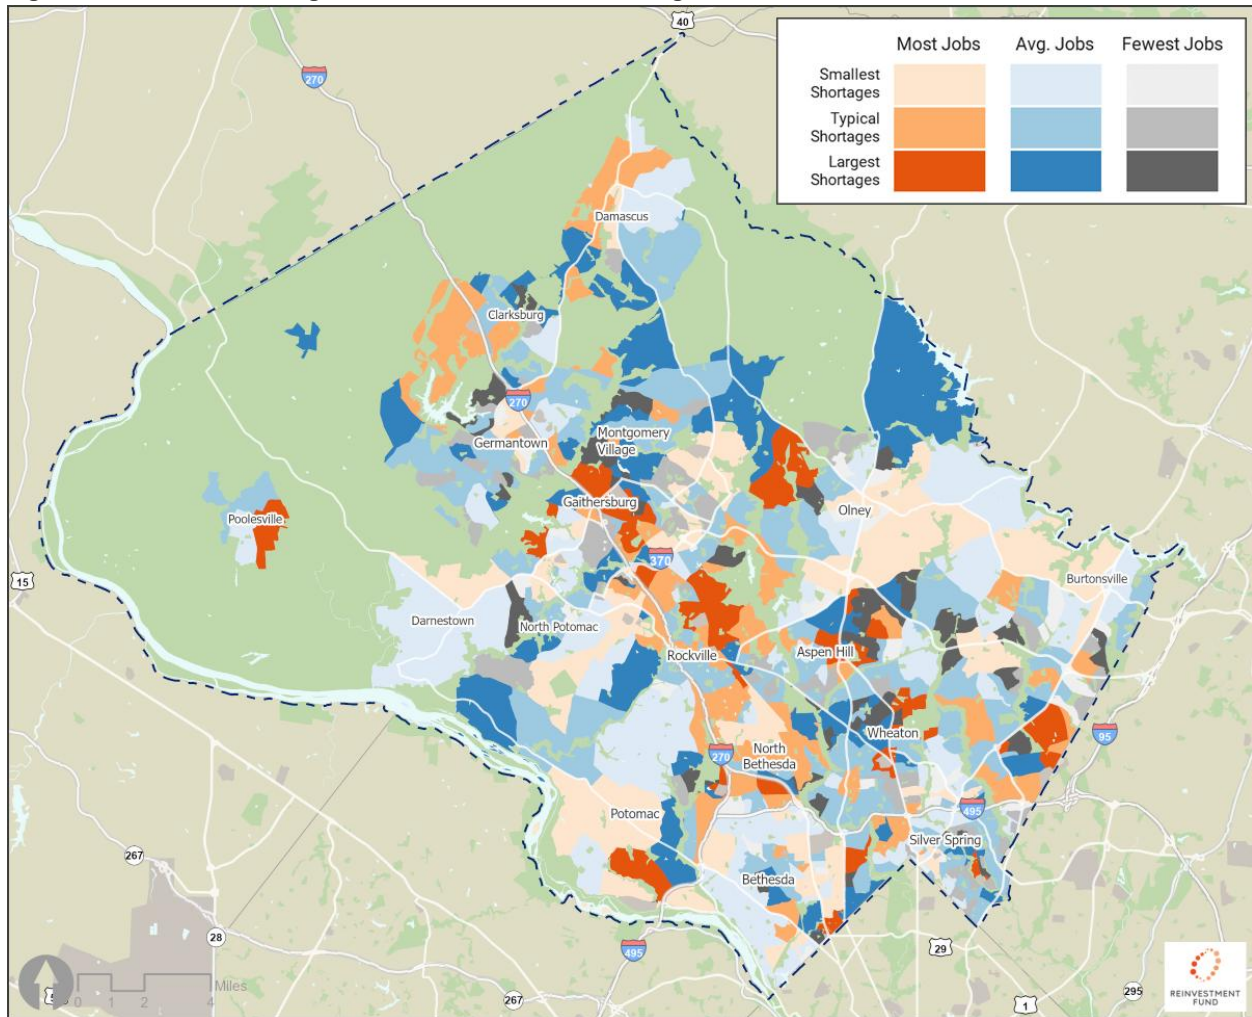 40
270
Most Jobs
Avg. Jobs
Fewest Jobs
Smallest
Shortages
Typical
Shortages
Largest
Shortages
Damascus
Clarksburg
270
Germantown
Montgomery
Village
Gaithersburg
Olney
Poolesville
370
15
Burtonsville
Darnestown
North Potomac
Rockville
Aspen Hill
Wheaton
95
270
North
Bethesda
495
Potomac
Silver Spring
267
Bethesda
28
495
29
Miles
0
1
2
4
267
1
295
REINVESTMENT
FUND